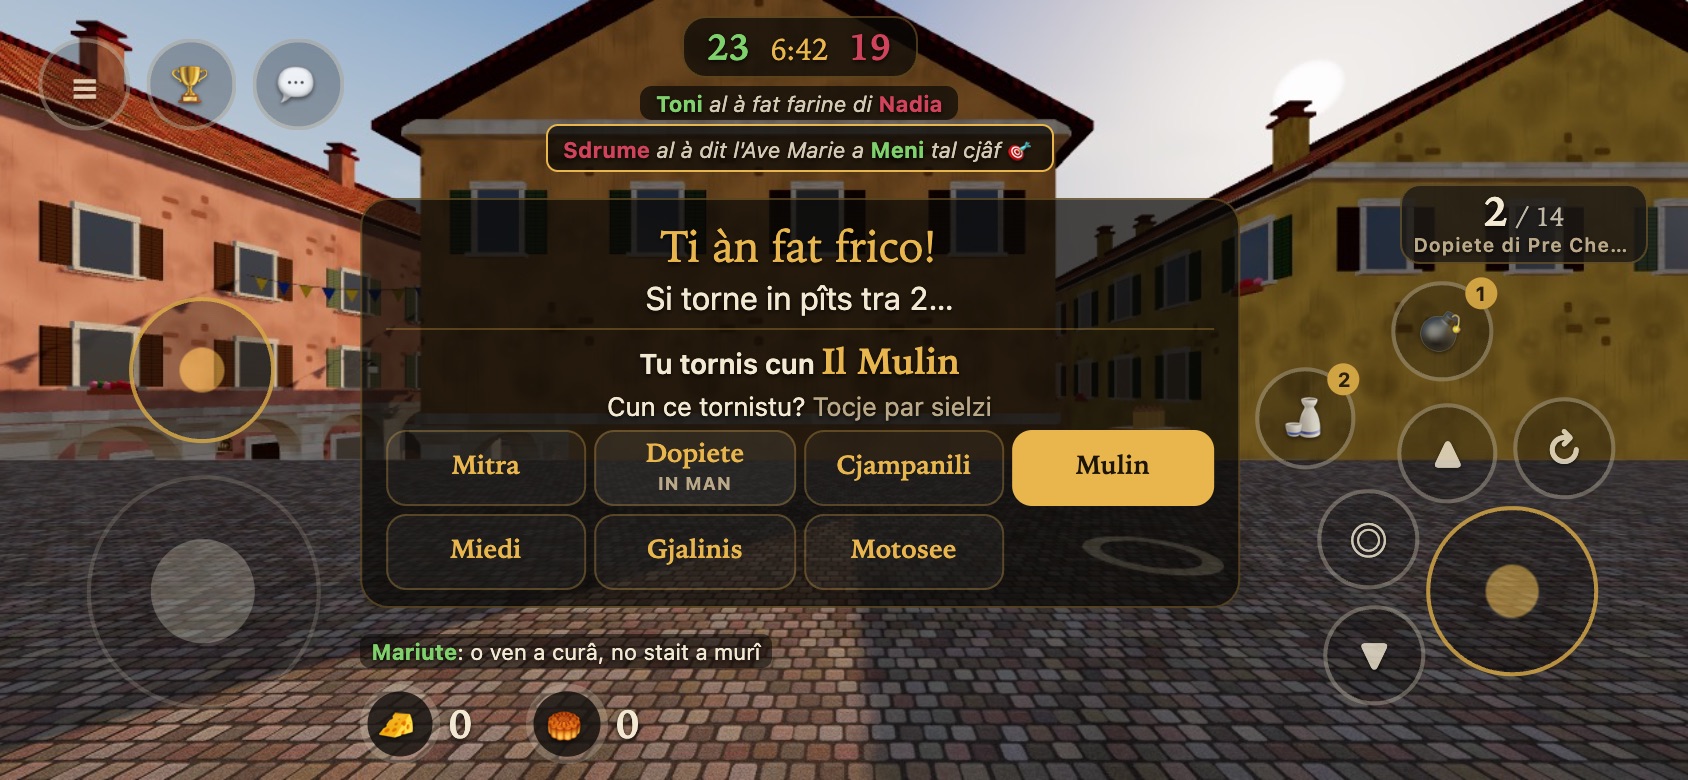 23 6:42 19
Toni al à fat farine di Nadia
Sdrume al à dit l'Ave Marie a Meni tal cjâf
2 / 14
Dopiete di Pre Che...
Ti àn fat frico!
Si torne in pîts tra 2...
1
Tu tornis cun Il Mulin
2
Cun ce tornistu? Tocje par sielzi
Mitra
Dopiete
IN MAN
Cjampanili
Mulin
Miedi
Gjalinis
Motosee
Mariute: o ven a curâ, no stait a murî
0
0